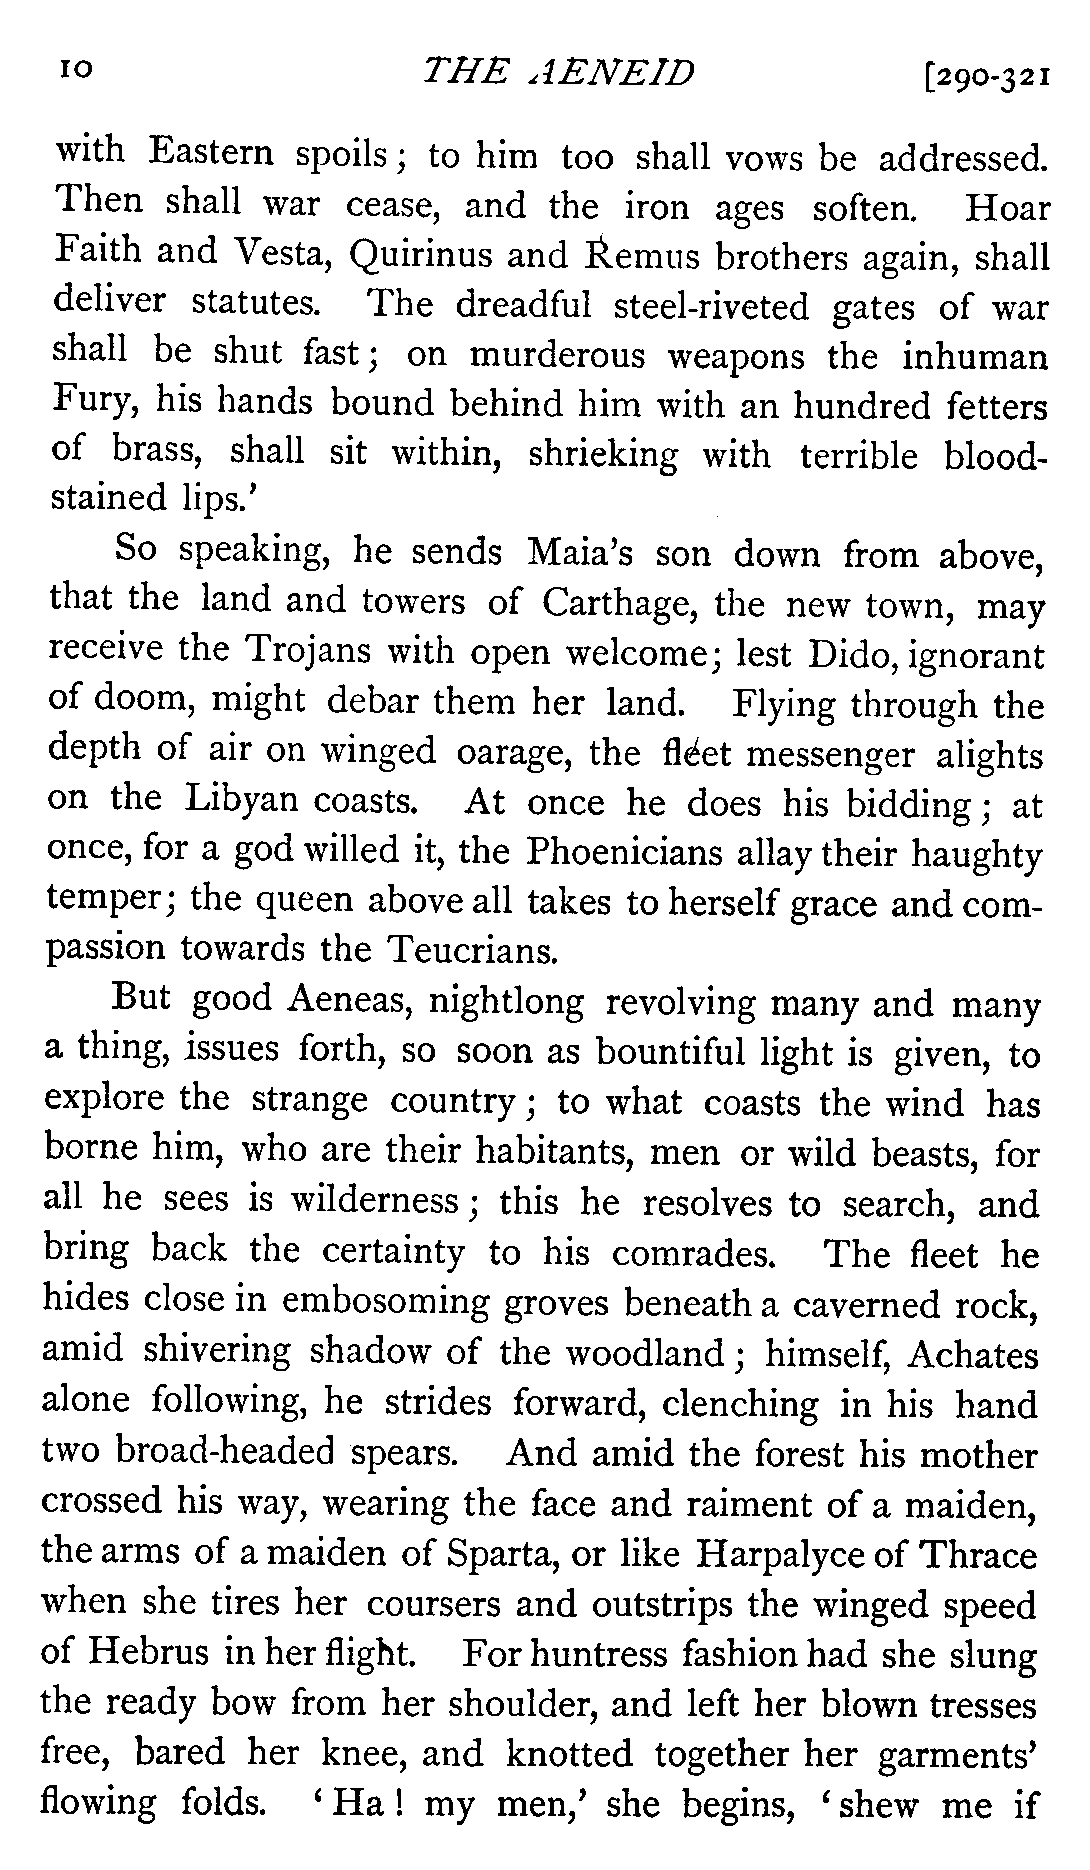 10 THE AENEID [290-321
with Eastern spoils; to him too shall vows be addressed.
Then shall war cease, and the iron ages soften. Hoar
Faith and Vesta, Quirinus and Remus brothers again, shall
deliver statutes. The dreadful steel-riveted gates of war
shall be shut fast; on murderous weapons the inhuman
Fury, his hands bound behind him with an hundred fetters
of brass, shall sit within, shrieking with terrible blood-
stained lips.’
So speaking, he sends Maia’s son down from above,
that the land and towers of Carthage, the new town, may
receive the Trojans with open welcome; lest Dido, ignorant
of doom, might debar them her land. Flying through the
depth of air on winged oarage, the fleet messenger alights
on the Libyan coasts. At once he does his bidding; at
once, for a god willed it, the Phoenicians allay their haughty
temper; the queen above all takes to herself grace and com-
passion towards the Teucrians.
But good Aeneas, nightlong revolving many and many
a thing, issues forth, so soon as bountiful light is given, to
explore the strange country; to what coasts the wind has
borne him, who are their habitants, men or wild beasts, for
all he sees is wilderness; this he resolves to search, and
bring back the certainty to his comrades. The fleet he
hides close in embosoming groves beneath a caverned rock,
amid shivering shadow of the woodland; himself, Achates
alone following, he strides forward, clenching in his hand
two broad-headed spears. And amid the forest his mother
crossed his way, wearing the face and raiment of a maiden,
the arms of a maiden of Sparta, or like Harpalyce of Thrace
when she tires her coursers and outstrips the winged speed
of Hebrus in her flight. For huntress fashion had she slung
the ready bow from her shoulder, and left her blown tresses
free, bared her knee, and knotted together her garments’
flowing folds. ‘Ha! my men,’ she begins, ‘shew me if